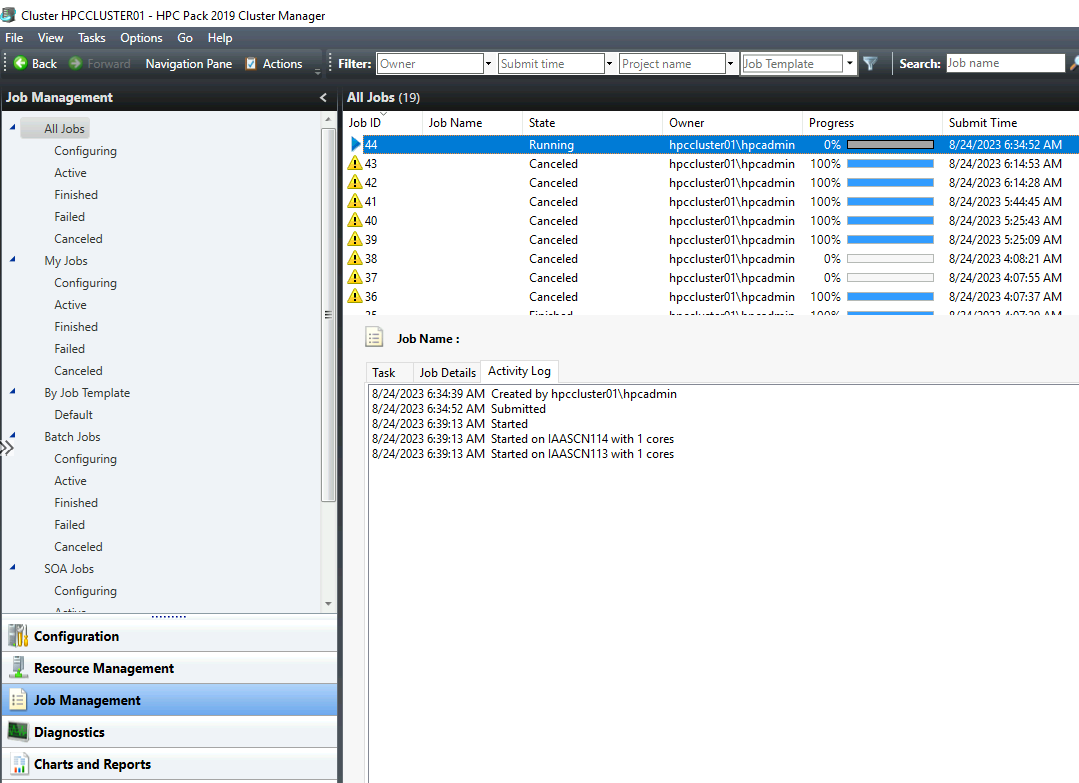 Cluster HPCCLUSTER01 - HPC Pack 2019 Cluster Manager
File View Tasks Options Go Help
Back Forward Navigation Pane Actions Filter: Owner Submit time Project name Job Template Search: Job name
Job Management
All Jobs
Configuring
Active
Finished
Failed
Canceled
My Jobs
Configuring
Active
Finished
Failed
Canceled
By Job Template
Default
Batch Jobs
Configuring
Active
Finished
Failed
Canceled
SOA Jobs
Configuring
Active
Configuration
Resource Management
Job Management
Diagnostics
Charts and Reports
All Jobs (19)
Job ID Job Name State Owner Progress Submit Time
44 Running hpccluster01\hpcadmin 0% 8/24/2023 6:34:52 AM
43 Canceled hpccluster01\hpcadmin 100% 8/24/2023 6:14:53 AM
42 Canceled hpccluster01\hpcadmin 100% 8/24/2023 6:14:28 AM
41 Canceled hpccluster01\hpcadmin 100% 8/24/2023 5:44:45 AM
40 Canceled hpccluster01\hpcadmin 100% 8/24/2023 5:25:43 AM
39 Canceled hpccluster01\hpcadmin 100% 8/24/2023 5:25:09 AM
38 Canceled hpccluster01\hpcadmin 0% 8/24/2023 4:08:21 AM
37 Canceled hpccluster01\hpcadmin 0% 8/24/2023 4:07:55 AM
36 Canceled hpccluster01\hpcadmin 100% 8/24/2023 4:07:37 AM
35 Finished hpccluster01\hpcadmin 100%
Job Name :
Task Job Details Activity Log
8/24/2023 6:34:39 AM Created by hpccluster01\hpcadmin
8/24/2023 6:34:52 AM Submitted
8/24/2023 6:39:13 AM Started
8/24/2023 6:39:13 AM Started on IAASCN114 with 1 cores
8/24/2023 6:39:13 AM Started on IAASCN113 with 1 cores